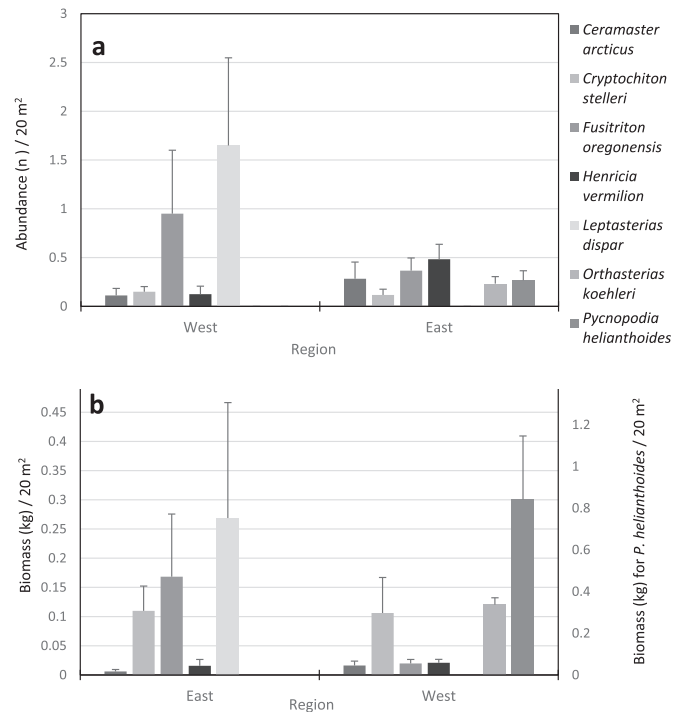 a
3
2.5
2
1.5
1
0.5
0
Abundance (n ) / 20 m²
West
East
Region
Ceramaster
arcticus
Cryptochiton
stelleri
Fusitriton
oregonensis
Henricia
vermilion
Leptasterias
dispar
Orthasterias
koehleri
Pycnopodia
helianthoides
b
0.45
0.4
0.35
0.3
0.25
0.2
0.15
0.1
0.05
0
Biomass (kg) / 20 m²
1.2
1
0.8
0.6
0.4
0.2
0
Biomass (kg) for P. helianthoides / 20 m²
East
West
Region